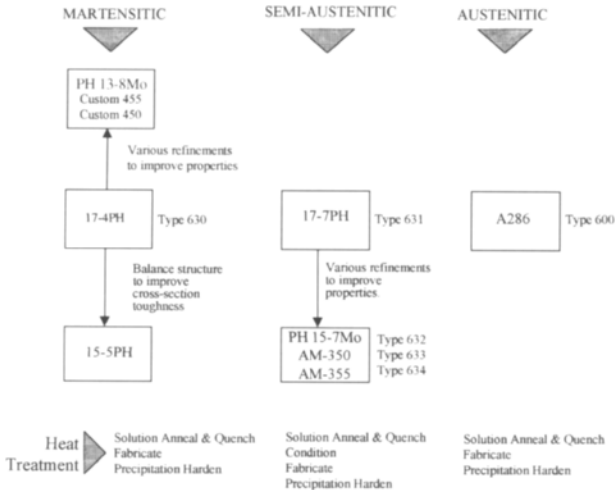 MARTENSITIC
SEMI-AUSTENITIC
AUSTENITIC
PH 13-8Mo
Custom 455
Custom 450
Various refinements
to improve properties
17-4PH
Type 630
17-7PH
Type 631
A286
Type 600
Balance structure
to improve
cross-section
toughness
Various refinements
to improve
properties.
15-5PH
PH 15-7Mo
AM-350
AM-355
Type 632
Type 633
Type 634
Heat
Treatment
Solution Anneal & Quench
Fabricate
Precipitation Harden
Solution Anneal & Quench
Condition
Fabricate
Precipitation Harden
Solution Anneal & Quench
Fabricate
Precipitation Harden